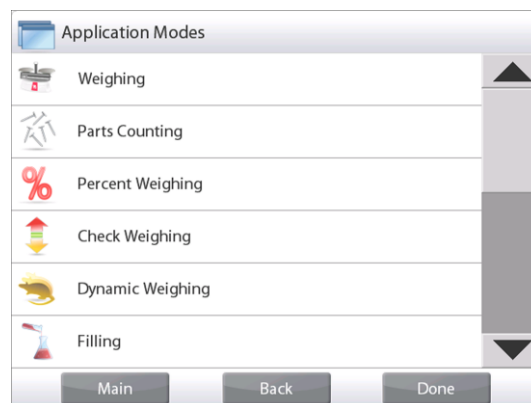 Application Modes
Weighing
Parts Counting
% Percent Weighing
Check Weighing
Dynamic Weighing
Filling
Main Back Done